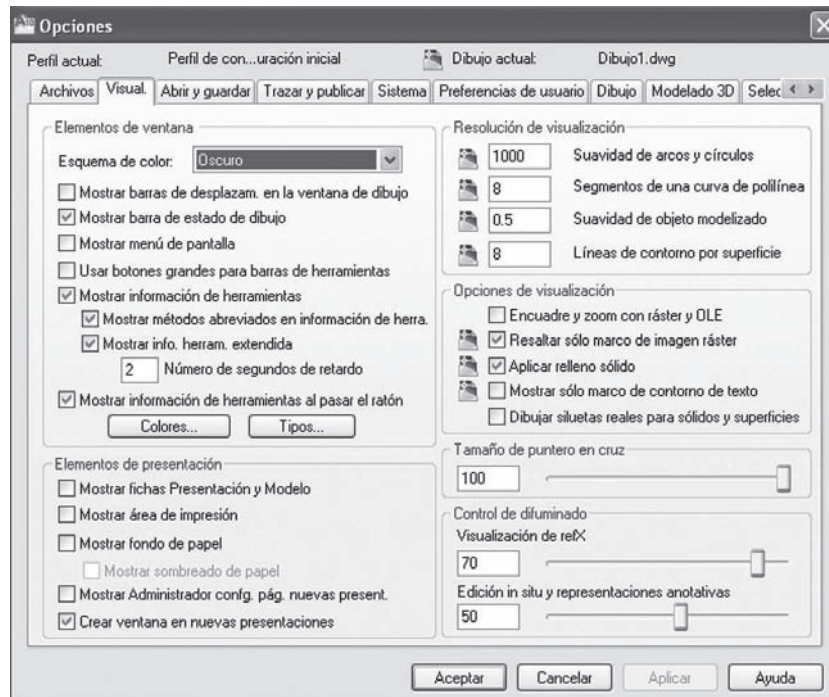 Opciones
Perfil actual: Perfil de con...uración inicial Dibujo actual: Dibujo1.dwg
Archivos Visual. Abrir y guardar Trazar y publicar Sistema Preferencias de usuario Dibujo Modelado 3D Selec
Elementos de ventana
Esquema de color: Oscuro
Mostrar barras de desplazam. en la ventana de dibujo
Mostrar barra de estado de dibujo
Mostrar menú de pantalla
Usar botones grandes para barras de herramientas
Mostrar información de herramientas
Mostrar métodos abreviados en información de herra.
Mostrar info. herram. extendida
2 Número de segundos de retardo
Mostrar información de herramientas al pasar el ratón
Colores... Tipos...
Elementos de presentación
Mostrar fichas Presentación y Modelo
Mostrar área de impresión
Mostrar fondo de papel
Mostrar sombreado de papel
Mostrar Administrador confg. pág. nuevas present.
Crear ventana en nuevas presentaciones
Resolución de visualización
1000 Suavidad de arcos y círculos
8 Segmentos de una curva de polilínea
0.5 Suavidad de objeto modelizado
8 Líneas de contorno por superficie
Opciones de visualización
Encuadre y zoom con ráster y OLE
Resaltar sólo marco de imagen ráster
Aplicar relleno sólido
Mostrar sólo marco de contorno de texto
Dibujar siluetas reales para sólidos y superficies
Tamaño de puntero en cruz
100
Control de difuminado
Visualización de refX
70
Edición in situ y representaciones anotativas
50
Aceptar Cancelar Aplicar Ayuda